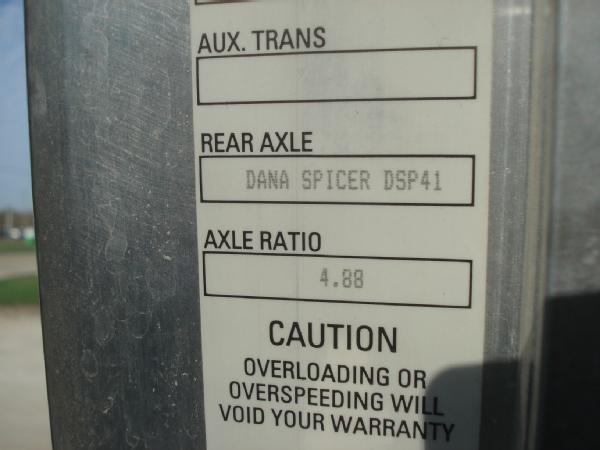 AUX. TRANS
REAR AXLE
DANA SPICER DSP41
AXLE RATIO
4.88
CAUTION
OVERLOADING OR
OVERSPEEDING WILL
VOID YOUR WARRANTY